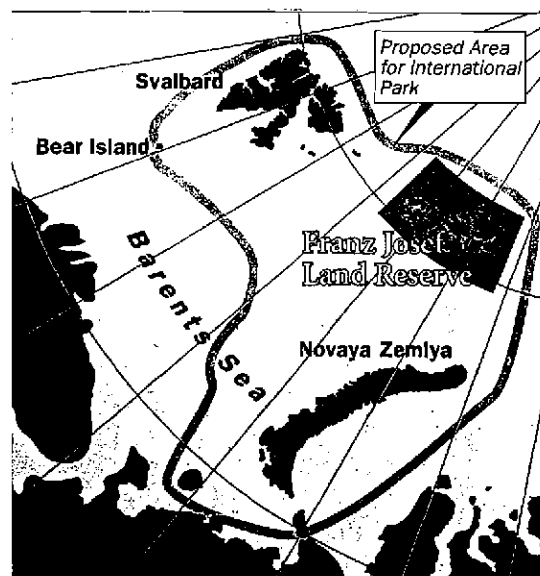 Proposed Area
for International
Park
Svalbard
Bear Island
Barents Sea
Franz Josef
Land Reserve
Novaya Zemlya